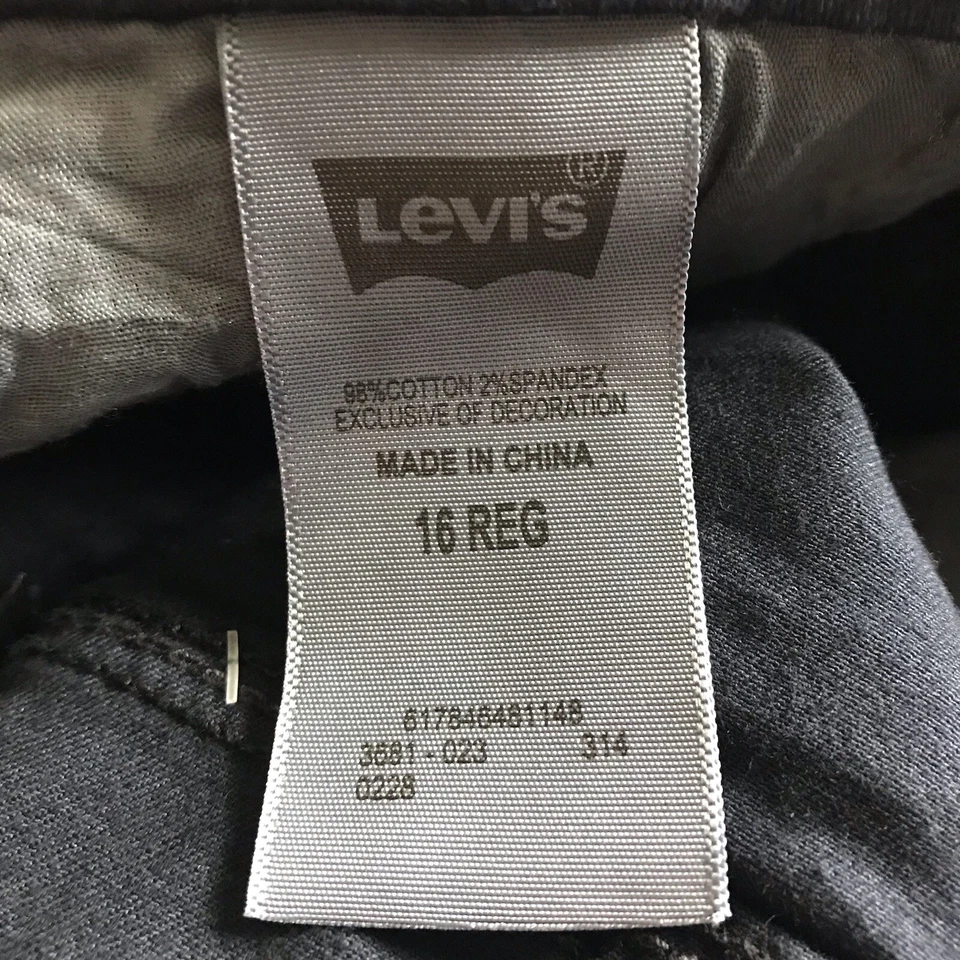 Levi's (R)
98%COTTON 2%SPANDEX
EXCLUSIVE OF DECORATION
MADE IN CHINA
16 REG
617846481148
3681 - 023 314
0228